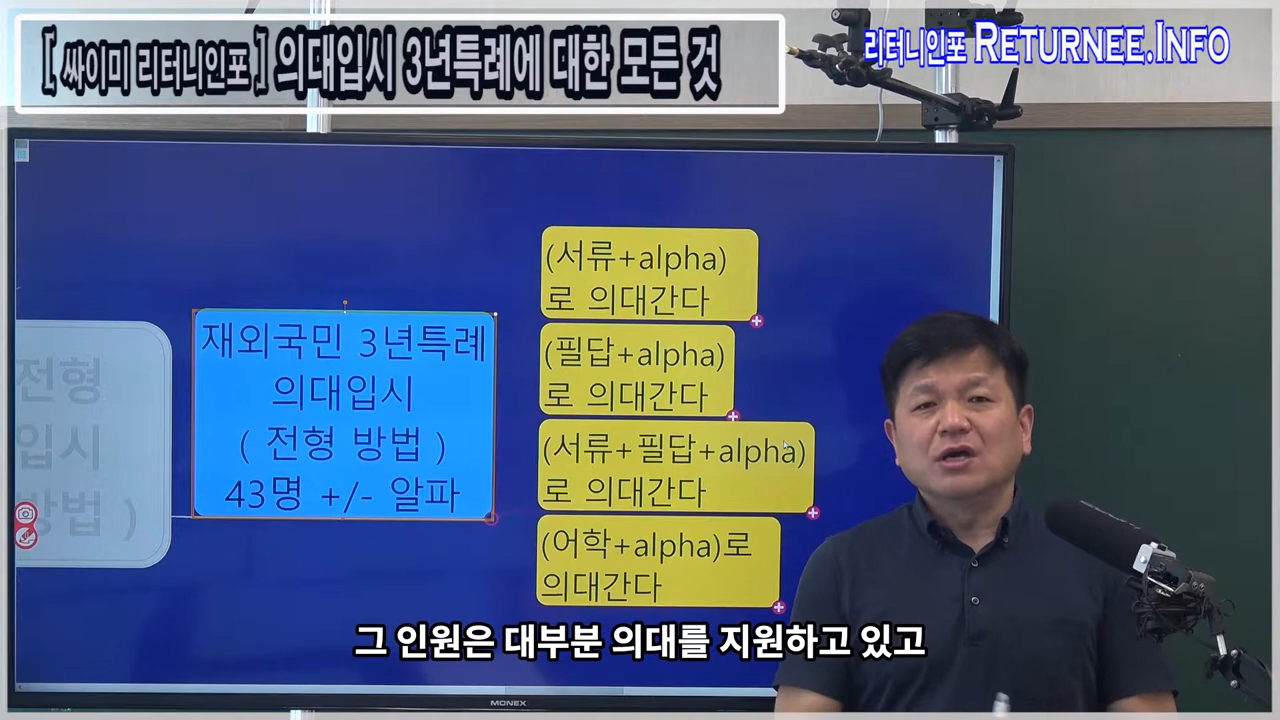 [ 싸이미 리터니인포 ] 의대입시 3년특례에 대한 모든 것
리터니인포 RETURNEE.INFO
전형
입시
방법 )
재외국민 3년특례
의대입시
( 전형 방법 )
43명 +/- 알파
(서류+alpha)
로 의대간다
(필답+alpha)
로 의대간다
(서류+필답+alpha)
로 의대간다
(어학+alpha)로
의대간다
그 인원은 대부분 의대를 지원하고 있고
MONEX